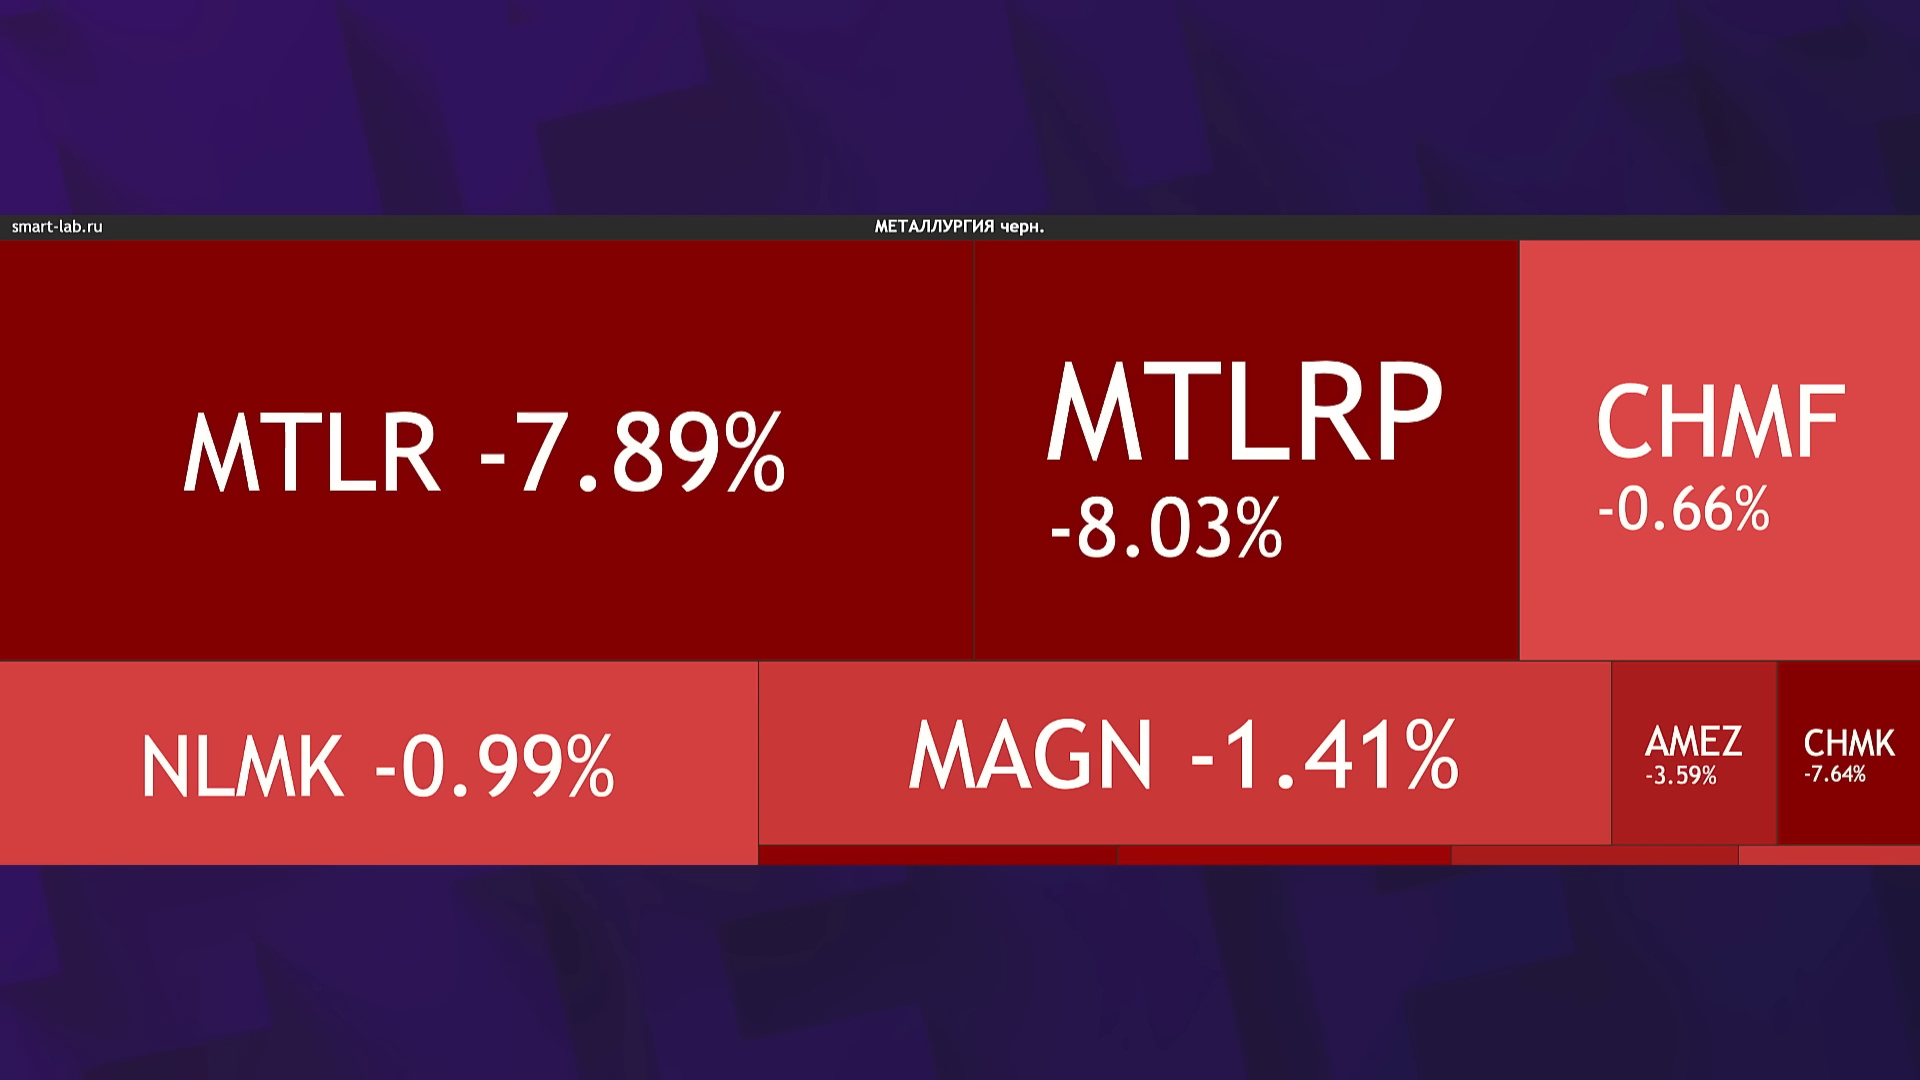 smart-lab.ru
МЕТАЛЛУРГИЯ черн.
MTLR -7.89%
MTLRP
-8.03%
CHMF
-0.66%
NLMK -0.99%
MAGN -1.41%
AMEZ
-3.59%
CHMK
-7.64%